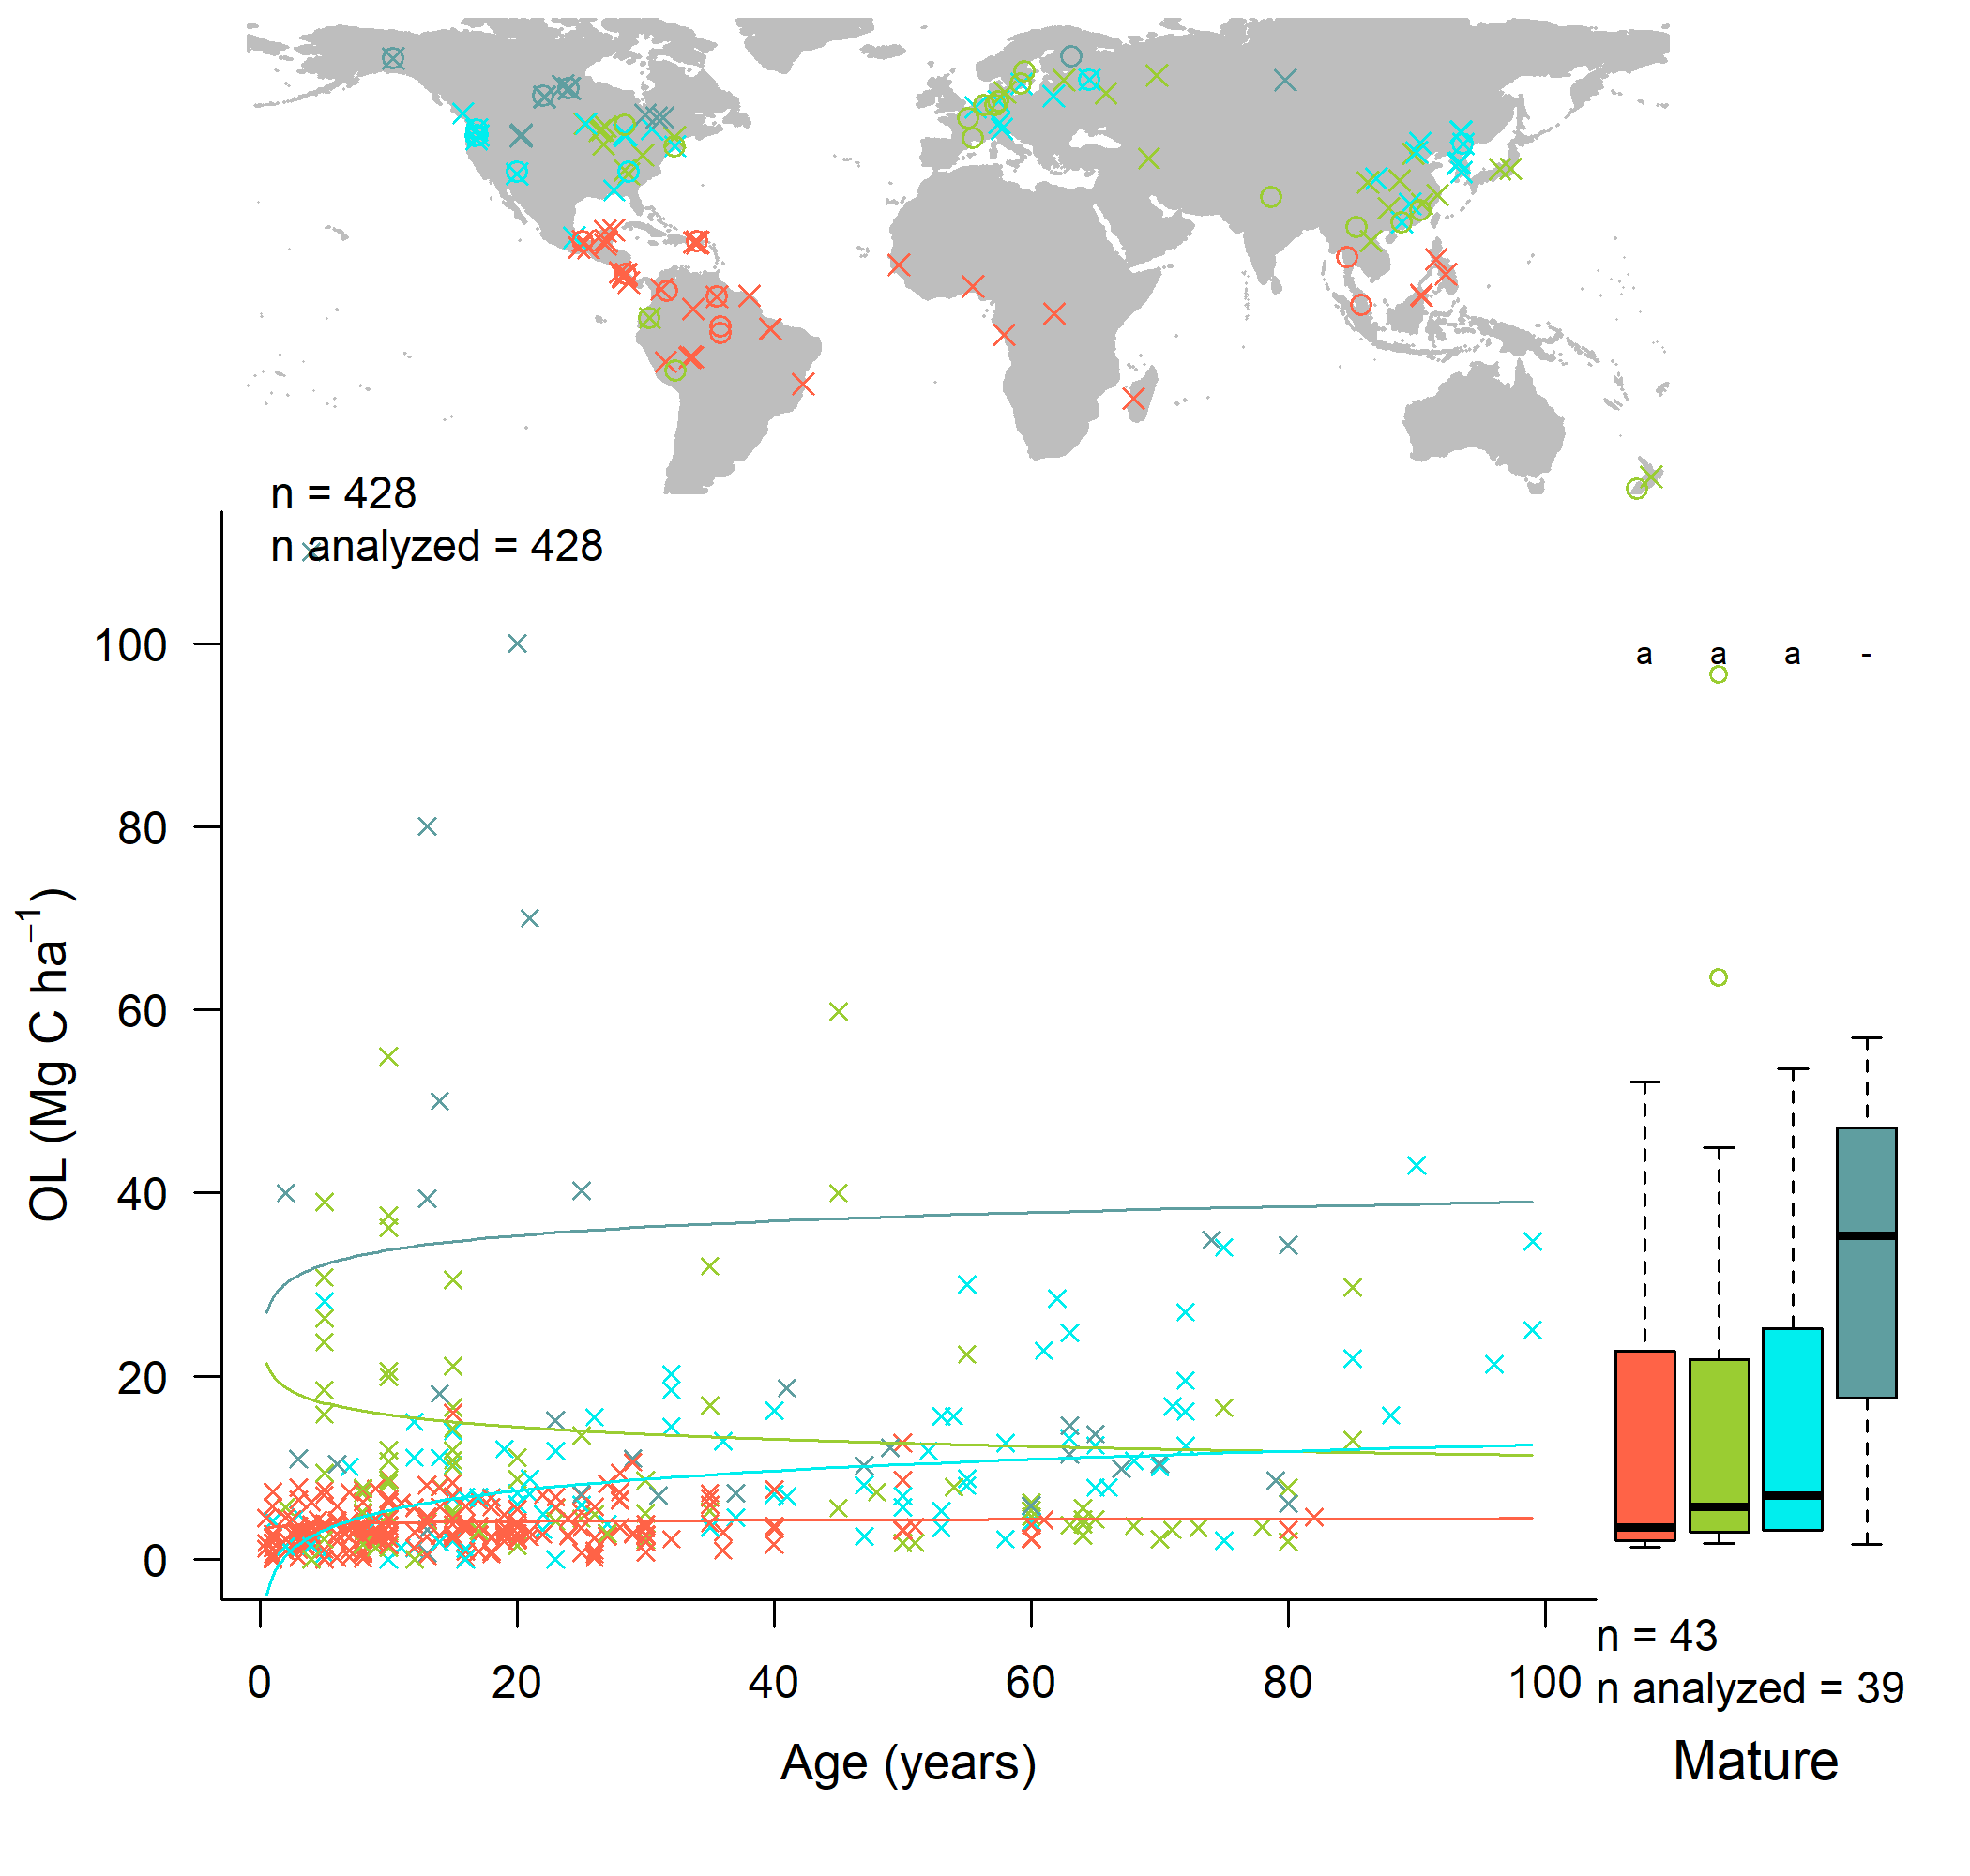 n = 428
n analyzed = 428
100
80
60
40
20
0
OL (Mg C ha⁻¹)
a a a -
0 20 40 60 80 100
Age (years)
n = 43
n analyzed = 39
Mature